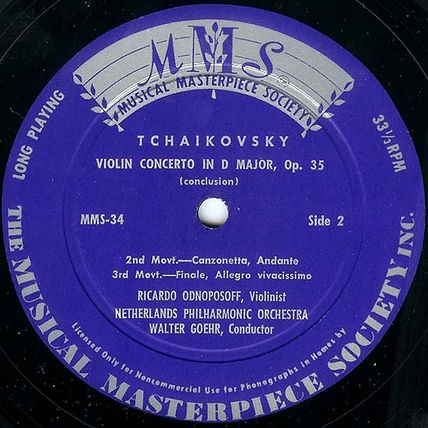 MMS
MUSICAL MASTERPIECE SOCIETY
LONG PLAYING
33⅓ RPM
TCHAIKOVSKY
VIOLIN CONCERTO IN D MAJOR, Op. 35
(conclusion)
MMS-34
Side 2
2nd Movt.—Canzonetta, Andante
3rd Movt.—Finale, Allegro vivacissimo
RICARDO ODNOPOSOFF, Violinist
NETHERLANDS PHILHARMONIC ORCHESTRA
WALTER GOEHR, Conductor
Licensed Only for Noncommercial Use for Phonographs in Homes by
THE MUSICAL MASTERPIECE SOCIETY INC.